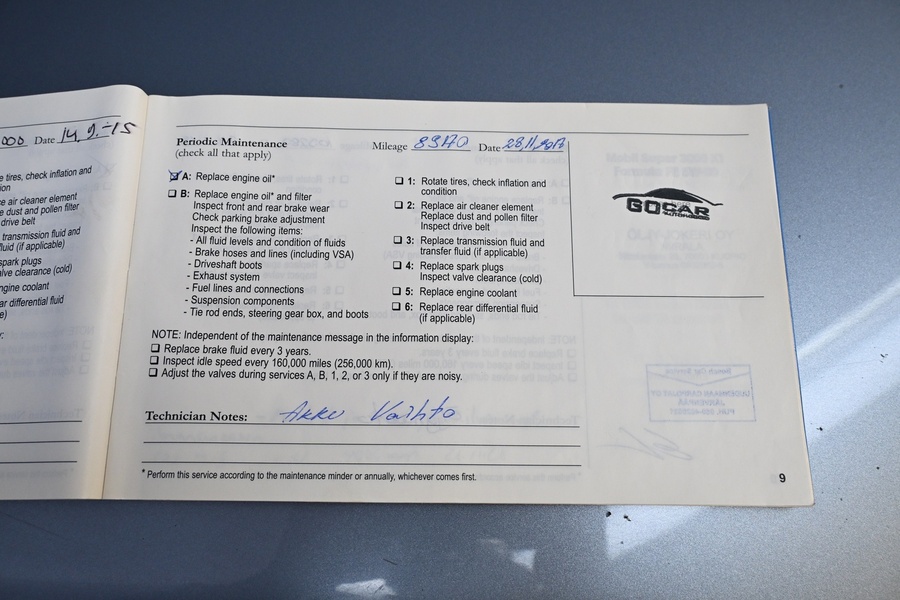 000 Date 14.9.-15
e tires, check inflation and
ion
e air cleaner element
e dust and pollen filter
drive belt
transmission fluid and
fluid (if applicable)
spark plugs
alve clearance (cold)
ngine coolant
ar differential fluid
e)
Periodic Maintenance
(check all that apply)
Mileage 89170 Date 28.11.2017
A: Replace engine oil*
B: Replace engine oil* and filter
Inspect front and rear brake wear
Check parking brake adjustment
Inspect the following items:
- All fluid levels and condition of fluids
- Brake hoses and lines (including VSA)
- Driveshaft boots
- Exhaust system
- Fuel lines and connections
- Suspension components
- Tie rod ends, steering gear box, and boots
1: Rotate tires, check inflation and
condition
2: Replace air cleaner element
Replace dust and pollen filter
Inspect drive belt
3: Replace transmission fluid and
transfer fluid (if applicable)
4: Replace spark plugs
Inspect valve clearance (cold)
5: Replace engine coolant
6: Replace rear differential fluid
(if applicable)
GOCAR
AUTOMOBILES
NOTE: Independent of the maintenance message in the information display:
Replace brake fluid every 3 years.
Inspect idle speed every 160,000 miles (256,000 km).
Adjust the valves during services A, B, 1, 2, or 3 only if they are noisy.
Technician Notes: Akku Vaihto
* Perform this service according to the maintenance minder or annually, whichever comes first.
9